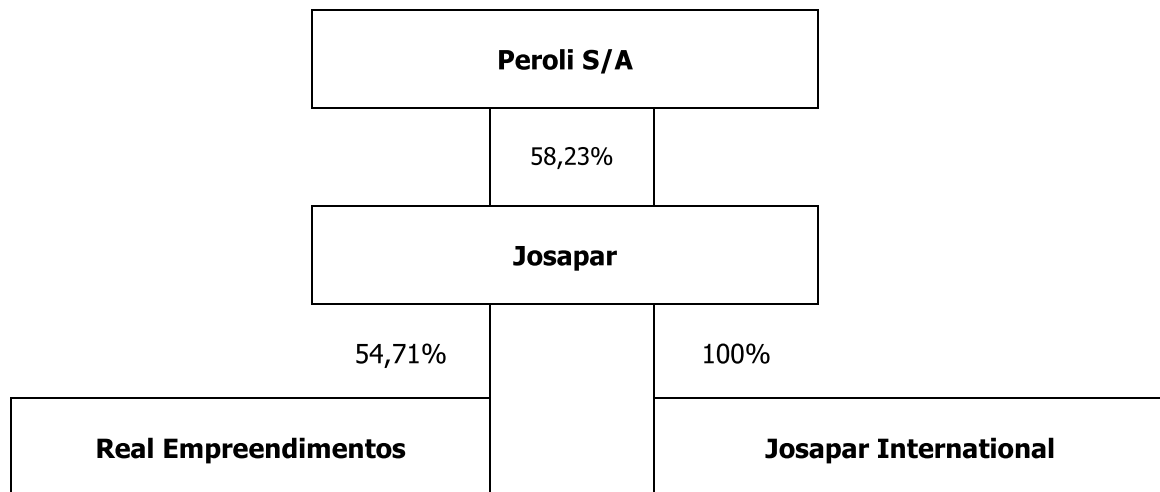 Peroli S/A
58,23%
Josapar
54,71%
100%
Real Empreendimentos
Josapar International